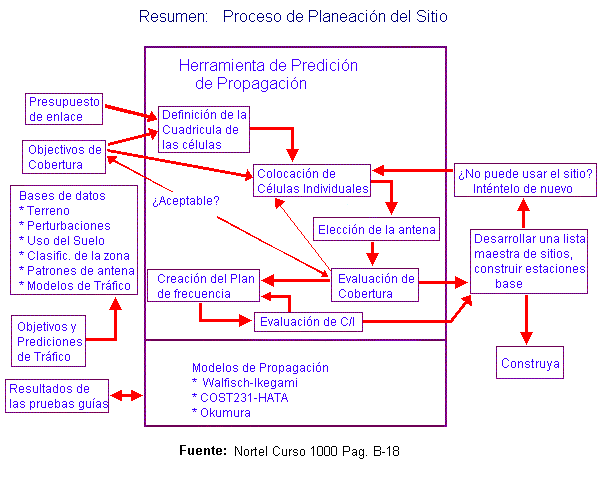 Resumen:   Proceso de Planeación del Sitio
Herramienta de Predición
de Propagación
Presupuesto
de enlace
Definición de la
Cuadricula de
las células
Objectivos de
Cobertura
Colocación de
Células Individuales
¿No puede usar el sitio?
Inténtelo de nuevo
Bases de datos
* Terreno
* Perturbaciones
* Uso del Suelo
* Clasific. de la zona
* Patrones de antena
* Modelos de Tráfico
¿Aceptable?
Elección de la antena
Desarrollar una lista
maestra de sitios,
construir estaciones
base
Creación del Plan
de frecuencia
Evaluación de
Cobertura
Objetivos y
Prediciones
de Tráfico
Evaluación de C/I
Construya
Modelos de Propagación
* Walfisch-Ikegami
* COST231-HATA
* Okumura
Resultados de
las pruebas guías
Fuente:  Nortel Curso 1000 Pag. B-18